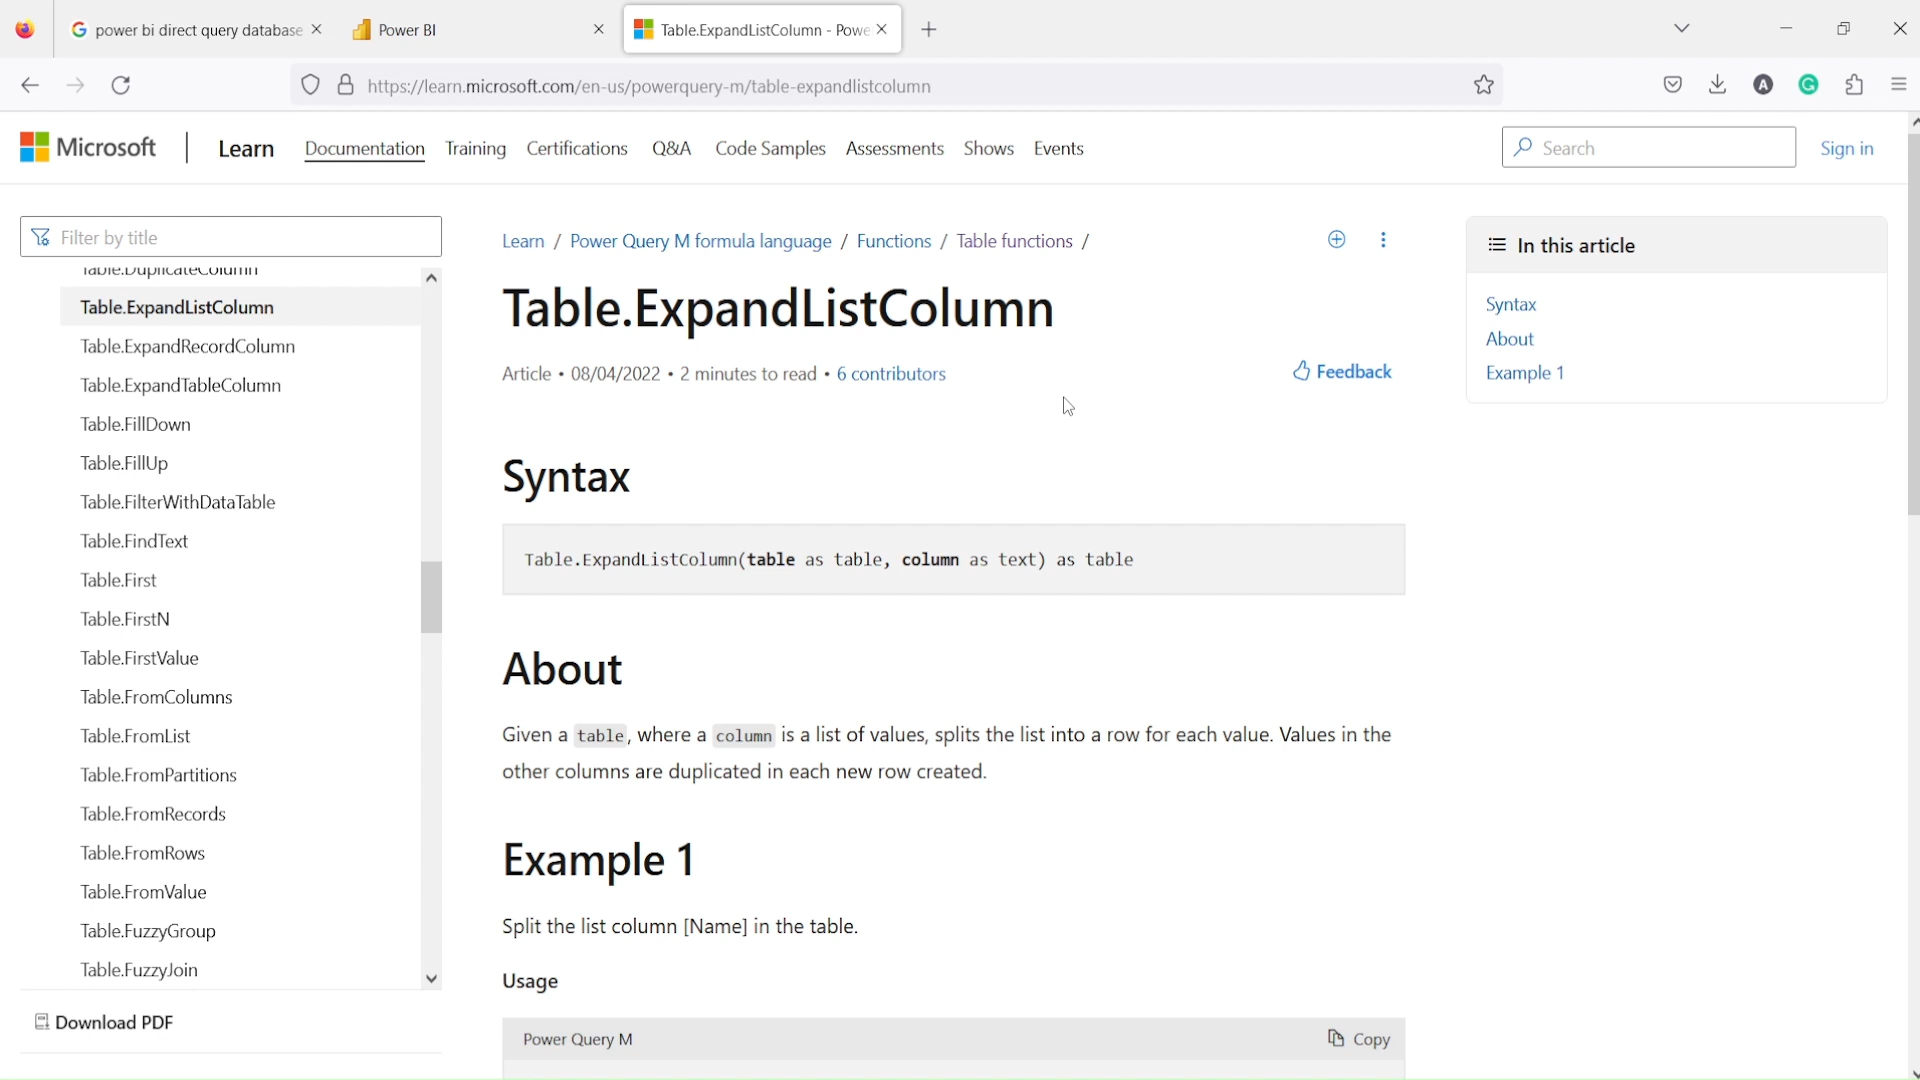 power bi direct query database
Power BI
Table.ExpandListColumn - Powe
https://learn.microsoft.com/en-us/powerquery-m/table-expandlistcolumn
Microsoft
Learn
Documentation
Training
Certifications
Q&A
Code Samples
Assessments
Shows
Events
Search
Sign in
Filter by title
Table.DuplicateColumn
Table.ExpandListColumn
Table.ExpandRecordColumn
Table.ExpandTableColumn
Table.FillDown
Table.FillUp
Table.FilterWithDataTable
Table.FindText
Table.First
Table.FirstN
Table.FirstValue
Table.FromColumns
Table.FromList
Table.FromPartitions
Table.FromRecords
Table.FromRows
Table.FromValue
Table.FuzzyGroup
Table.FuzzyJoin
Download PDF
Learn / Power Query M formula language / Functions / Table functions /
Table.ExpandListColumn
Article • 08/04/2022 • 2 minutes to read • 6 contributors
Feedback
Syntax
Table.ExpandListColumn(table as table, column as text) as table
About
Given a table, where a column is a list of values, splits the list into a row for each value. Values in the
other columns are duplicated in each new row created.
Example 1
Split the list column [Name] in the table.
Usage
Power Query M
Copy
In this article
Syntax
About
Example 1